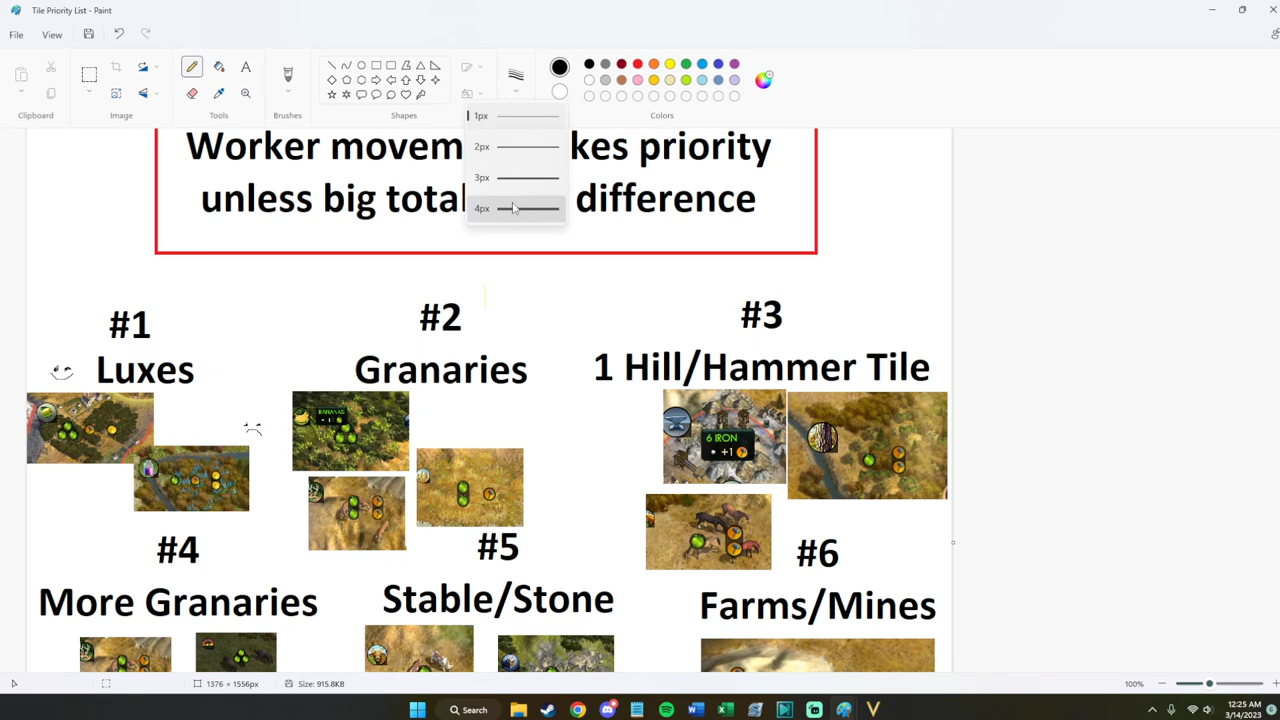 Tile Priority List - Paint
File
View
Clipboard
Image
Tools
Brushes
Shapes
Colors
1px
2px
3px
4px
Worker movem kes priority
unless big total difference
#1
Luxes
#2
Granaries
#3
1 Hill/Hammer Tile
BANANAS
+1
6 IRON
+1
#4
More Granaries
#5
Stable/Stone
#6
Farms/Mines
1376 × 1556px
Size: 915.8KB
100%
Search
12:25 AM
3/14/2023